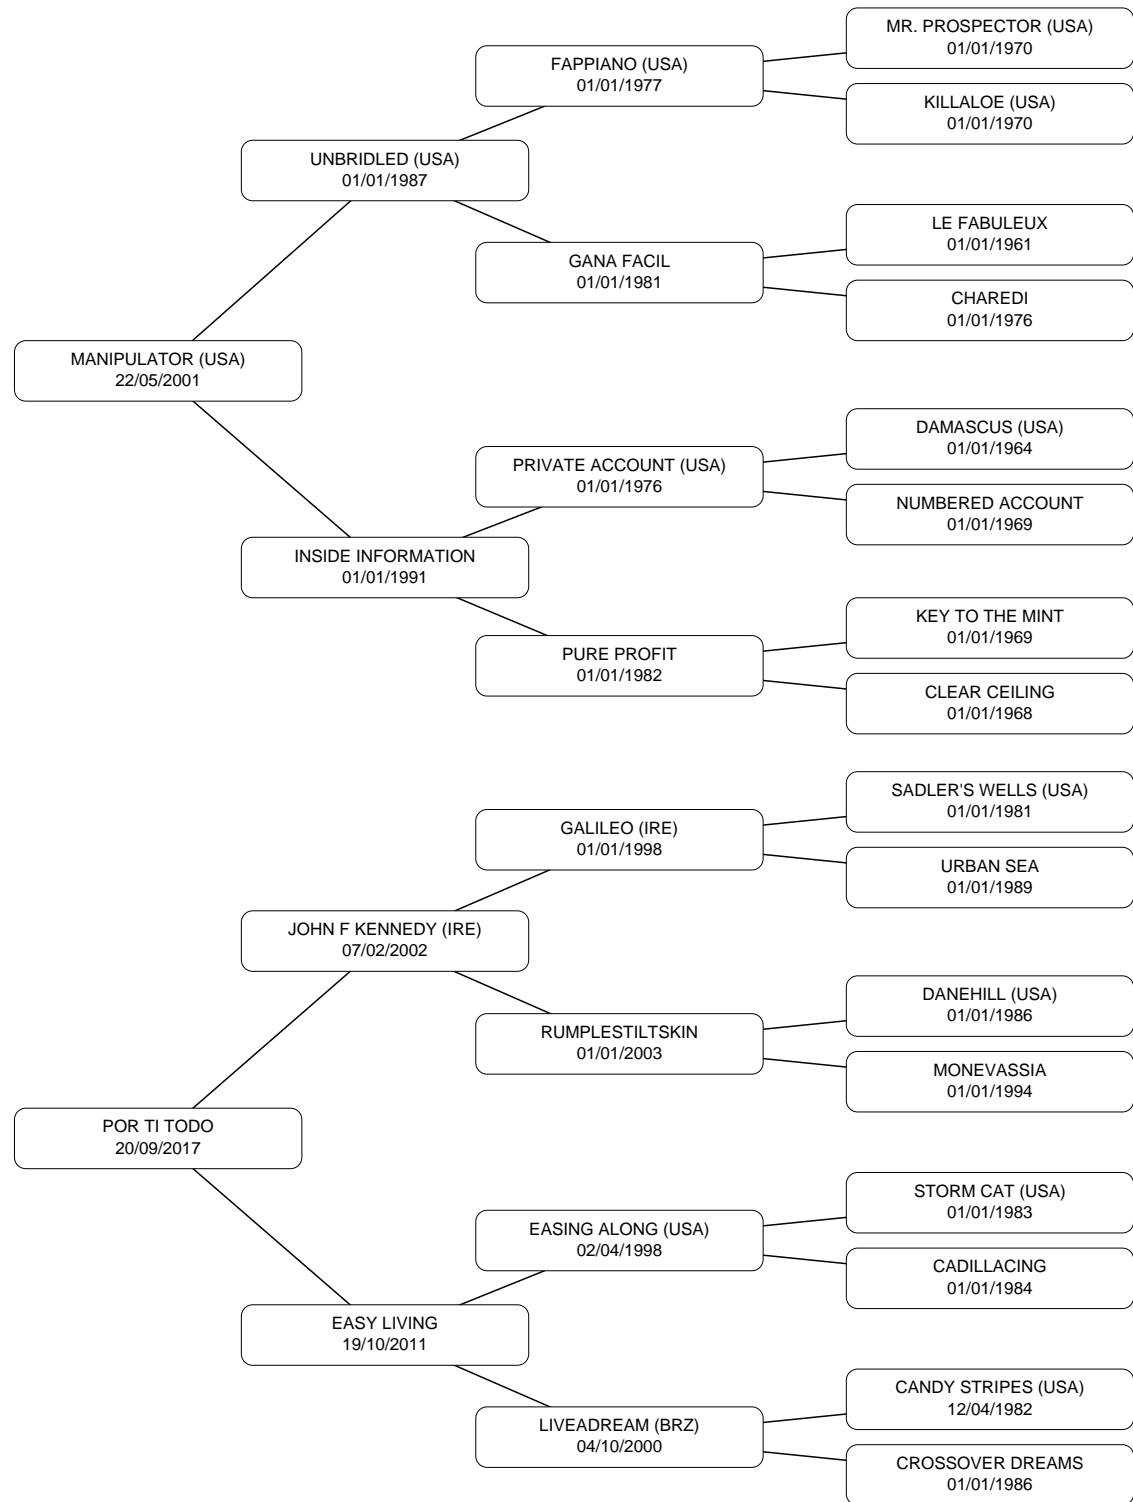 MR. PROSPECTOR (USA)
01/01/1970
FAPPIANO (USA)
01/01/1977
KILLALOE (USA)
01/01/1970
UNBRIDLED (USA)
01/01/1987
LE FABULEUX
01/01/1961
GANA FACIL
01/01/1981
CHAREDI
01/01/1976
MANIPULATOR (USA)
22/05/2001
DAMASCUS (USA)
01/01/1964
PRIVATE ACCOUNT (USA)
01/01/1976
NUMBERED ACCOUNT
01/01/1969
INSIDE INFORMATION
01/01/1991
KEY TO THE MINT
01/01/1969
PURE PROFIT
01/01/1982
CLEAR CEILING
01/01/1968
SADLER'S WELLS (USA)
01/01/1981
GALILEO (IRE)
01/01/1998
URBAN SEA
01/01/1989
JOHN F KENNEDY (IRE)
07/02/2002
DANEHILL (USA)
01/01/1986
RUMPLESTILTSKIN
01/01/2003
MONEVASSIA
01/01/1994
POR TI TODO
20/09/2017
STORM CAT (USA)
01/01/1983
EASING ALONG (USA)
02/04/1998
CADILLACING
01/01/1984
EASY LIVING
19/10/2011
CANDY STRIPES (USA)
12/04/1982
LIVEADREAM (BRZ)
04/10/2000
CROSSOVER DREAMS
01/01/1986